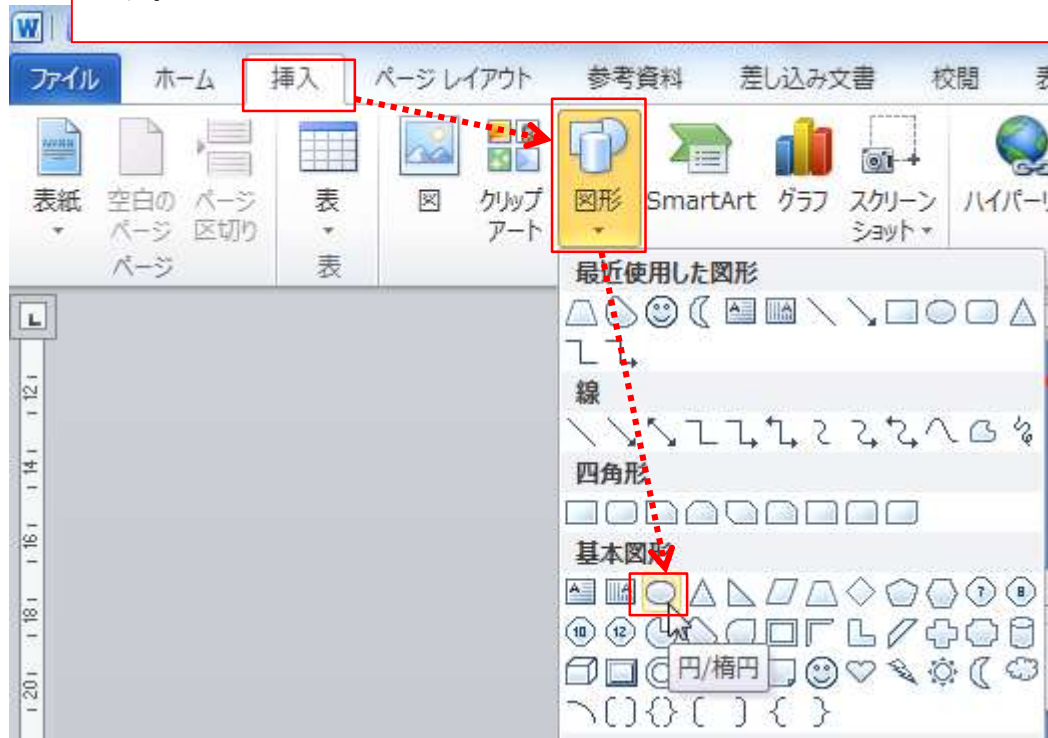 W
ファイル ホーム 挿入 ページ レイアウト 参考資料 差し込み文書 校閲
表紙 空白の ページ 表 図 クリップ 図形 SmartArt グラフ スクリーン
ページ 区切り アート ショット
ページ 表
最近使用した図形
線
四角形
基本図形
7 8
10 12
円/楕円
L
12
14
16
18
20